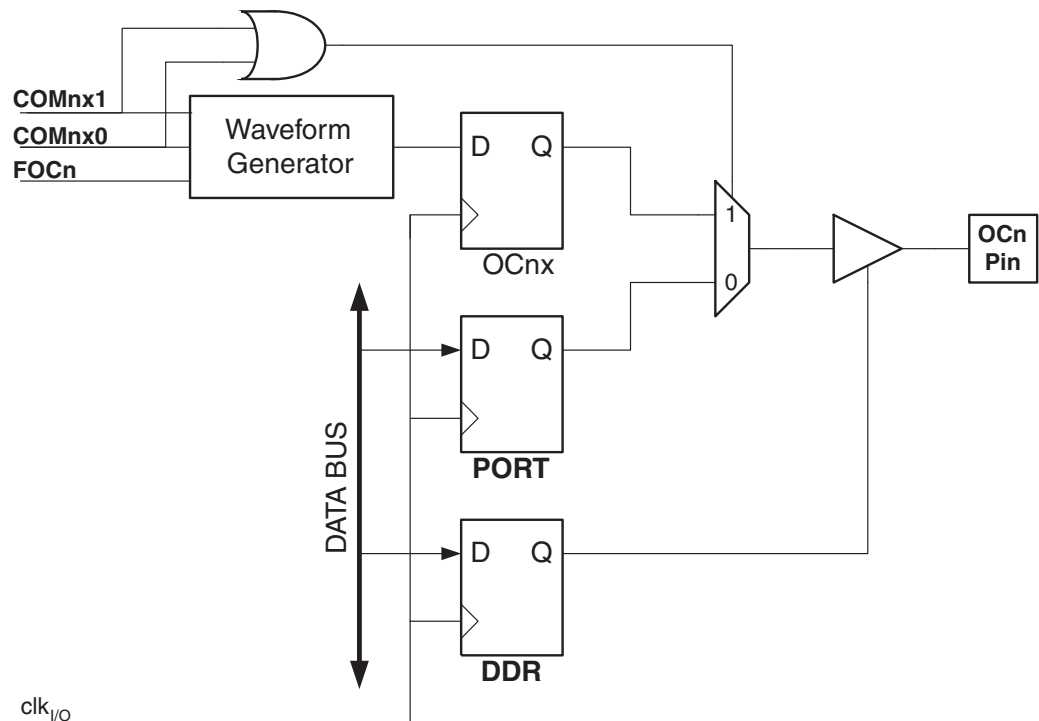 COMnx1
COMnx0
FOCn
Waveform
Generator
D Q
OCnx
1
0
OCn
Pin
D Q
PORT
DATA BUS
D Q
DDR
clkI/O